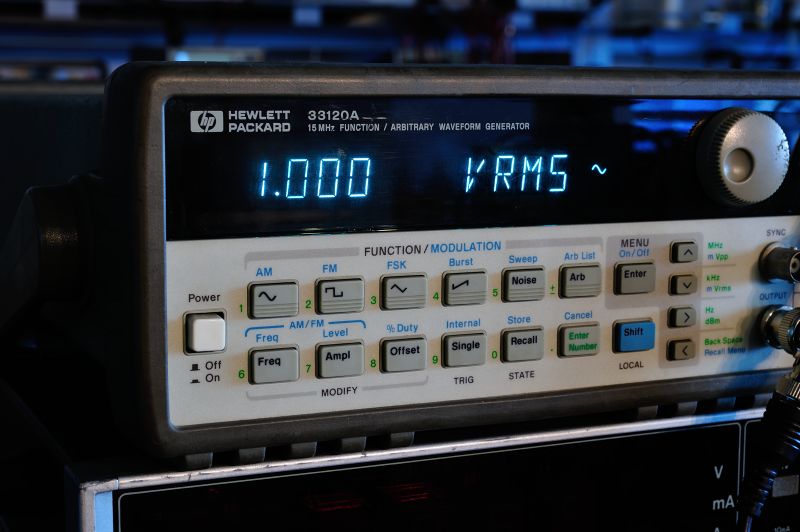 hp HEWLETT PACKARD 33120A
15 MHz FUNCTION / ARBITRARY WAVEFORM GENERATOR
1.000 VRMS ~
FUNCTION / MODULATION
MENU
On/Off
SYNC
AM FM FSK Burst Sweep Arb List
1 2 3 4 5 Noise ± Arb Enter
MHz
m Vpp
kHz
m Vrms
Power
Off
On
AM/FM
Freq Level % Duty Internal Store Cancel
6 Freq 7 Ampl 8 Offset 9 Single 0 Recall . Enter Number Shift
Hz
dBm
OUTPUT
Back Space
Recall Menu
MODIFY TRIG STATE LOCAL
V
mA
10mA